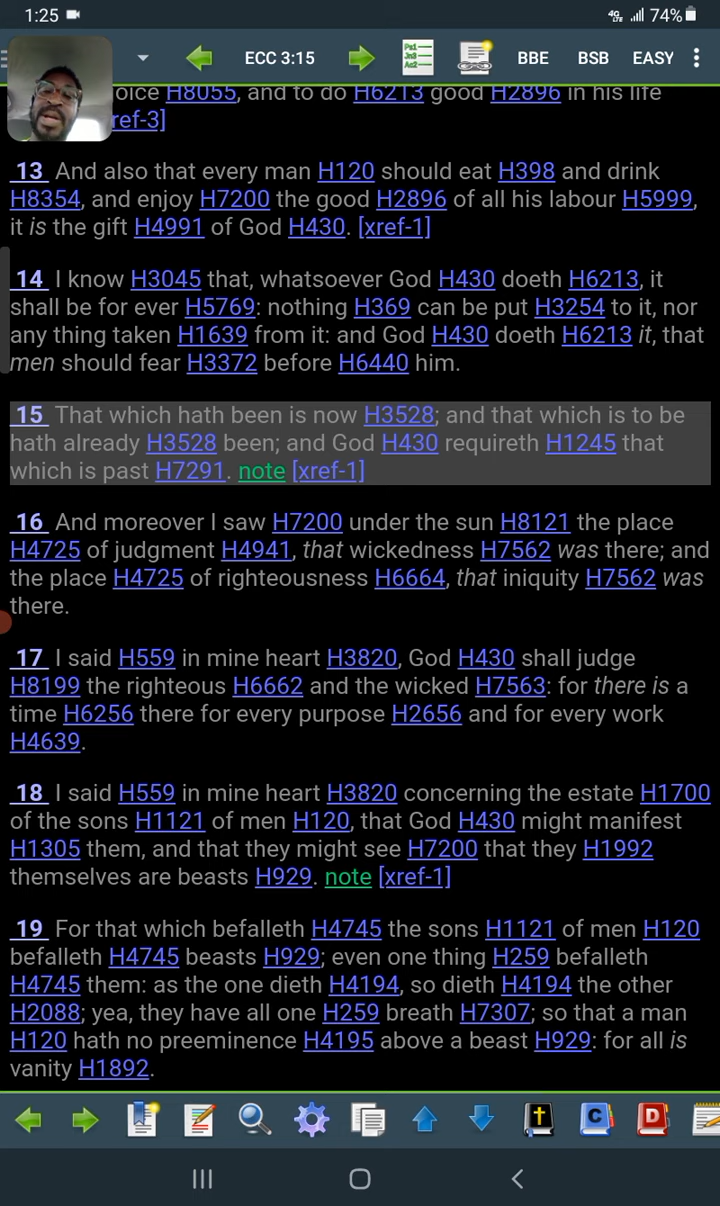 1:25 4G LTE 74%
ECC 3:15 Ps1 Jn3 Ac2 BBE BSB EASY
oice H8055, and to do H6213 good H2896 in his life
ref-3]
13 And also that every man H120 should eat H398 and drink
H8354, and enjoy H7200 the good H2896 of all his labour H5999,
it is the gift H4991 of God H430. [xref-1]
14 I know H3045 that, whatsoever God H430 doeth H6213, it
shall be for ever H5769: nothing H369 can be put H3254 to it, nor
any thing taken H1639 from it: and God H430 doeth H6213 it, that
men should fear H3372 before H6440 him.
15 That which hath been is now H3528; and that which is to be
hath already H3528 been; and God H430 requireth H1245 that
which is past H7291. note [xref-1]
16 And moreover I saw H7200 under the sun H8121 the place
H4725 of judgment H4941, that wickedness H7562 was there; and
the place H4725 of righteousness H6664, that iniquity H7562 was
there.
17 I said H559 in mine heart H3820, God H430 shall judge
H8199 the righteous H6662 and the wicked H7563: for there is a
time H6256 there for every purpose H2656 and for every work
H4639.
18 I said H559 in mine heart H3820 concerning the estate H1700
of the sons H1121 of men H120, that God H430 might manifest
H1305 them, and that they might see H7200 that they H1992
themselves are beasts H929. note [xref-1]
19 For that which befalleth H4745 the sons H1121 of men H120
befalleth H4745 beasts H929; even one thing H259 befalleth
H4745 them: as the one dieth H4194, so dieth H4194 the other
H2088; yea, they have all one H259 breath H7307; so that a man
H120 hath no preeminence H4195 above a beast H929: for all is
vanity H1892.
C D